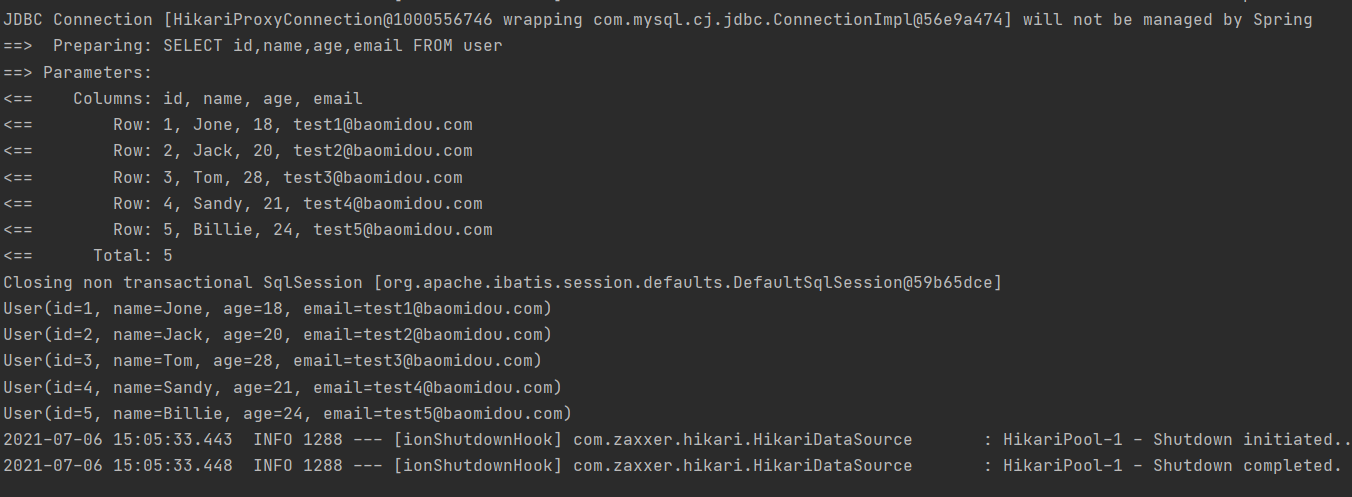 JDBC Connection [HikariProxyConnection@1000556746 wrapping com.mysql.cj.jdbc.ConnectionImpl@56e9a474] will not be managed by Spring
==>  Preparing: SELECT id,name,age,email FROM user
==> Parameters:
<==    Columns: id, name, age, email
<==        Row: 1, Jone, 18, test1@baomidou.com
<==        Row: 2, Jack, 20, test2@baomidou.com
<==        Row: 3, Tom, 28, test3@baomidou.com
<==        Row: 4, Sandy, 21, test4@baomidou.com
<==        Row: 5, Billie, 24, test5@baomidou.com
<==      Total: 5
Closing non transactional SqlSession [org.apache.ibatis.session.defaults.DefaultSqlSession@59b65dce]
User(id=1, name=Jone, age=18, email=test1@baomidou.com)
User(id=2, name=Jack, age=20, email=test2@baomidou.com)
User(id=3, name=Tom, age=28, email=test3@baomidou.com)
User(id=4, name=Sandy, age=21, email=test4@baomidou.com)
User(id=5, name=Billie, age=24, email=test5@baomidou.com)
2021-07-06 15:05:33.443  INFO 1288 --- [ionShutdownHook] com.zaxxer.hikari.HikariDataSource       : HikariPool-1 - Shutdown initiated..
2021-07-06 15:05:33.448  INFO 1288 --- [ionShutdownHook] com.zaxxer.hikari.HikariDataSource       : HikariPool-1 - Shutdown completed.